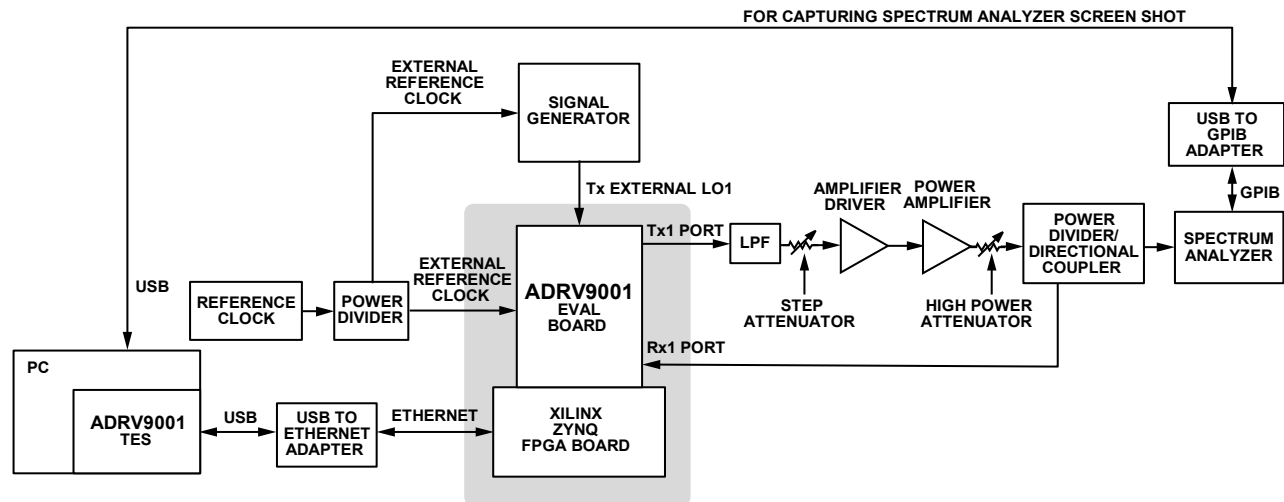 FOR CAPTURING SPECTRUM ANALYZER SCREEN SHOT
EXTERNAL
REFERENCE
CLOCK
SIGNAL
GENERATOR
USB TO
GPIB
ADAPTER
GPIB
Tx EXTERNAL LO1
AMPLIFIER
DRIVER
POWER
AMPLIFIER
Tx1 PORT
LPF
POWER
DIVIDER/
DIRECTIONAL
COUPLER
SPECTRUM
ANALYZER
USB
EXTERNAL
REFERENCE
CLOCK
REFERENCE
CLOCK
POWER
DIVIDER
ADRV9001
EVAL
BOARD
STEP
ATTENUATOR
HIGH POWER
ATTENUATOR
Rx1 PORT
PC
ADRV9001
TES
USB
USB TO
ETHERNET
ADAPTER
ETHERNET
XILINX
ZYNQ
FPGA BOARD